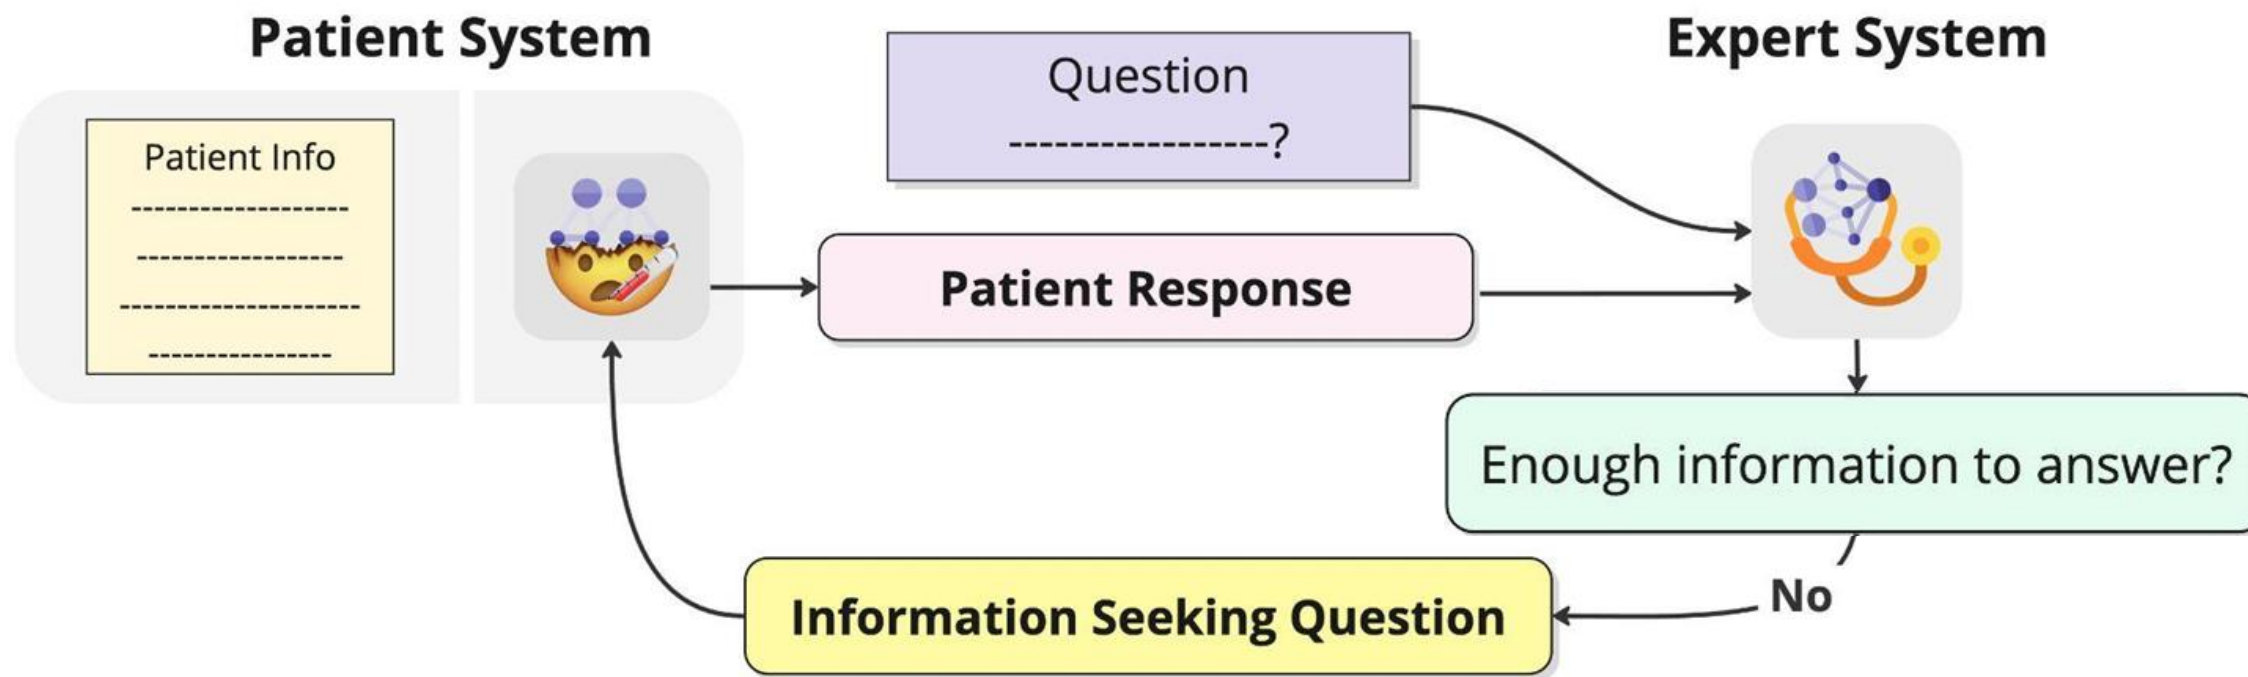 Patient System
Expert System
Question
-----------------?
Patient Info
-------------------
------------------
---------------------
----------------
Patient Response
Enough information to answer?
No
Information Seeking Question